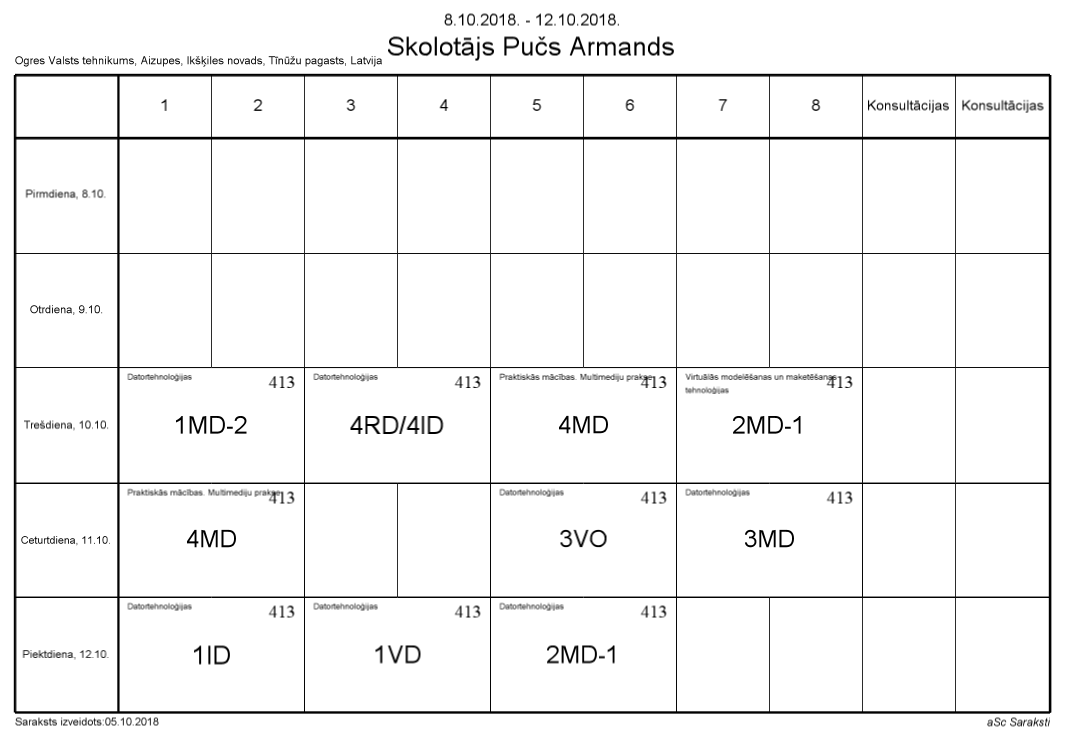 8.10.2018. - 12.10.2018.
Skolotājs Pučs Armands
Ogres Valsts tehnikums, Aizupes, Ikšķiles novads, Tīnūžu pagasts, Latvija
1 2 3 4 5 6 7 8 Konsultācijas Konsultācijas
Pirmdiena, 8.10.
Otrdiena, 9.10.
Datortehnoloģijas 413 Datortehnoloģijas 413 Praktiskās mācības. Multimediju prakse 413 Virtuālās modelēšanas un maketēšanas 413
tehnoloģijas
Trešdiena, 10.10. 1MD-2 4RD/4ID 4MD 2MD-1
Praktiskās mācības. Multimediju prakse 413 Datortehnoloģijas 413 Datortehnoloģijas 413
Ceturtdiena, 11.10. 4MD 3VO 3MD
Datortehnoloģijas 413 Datortehnoloģijas 413 Datortehnoloģijas 413
Piektdiena, 12.10. 1ID 1VD 2MD-1
Saraksts izveidots:05.10.2018 aSc Saraksti